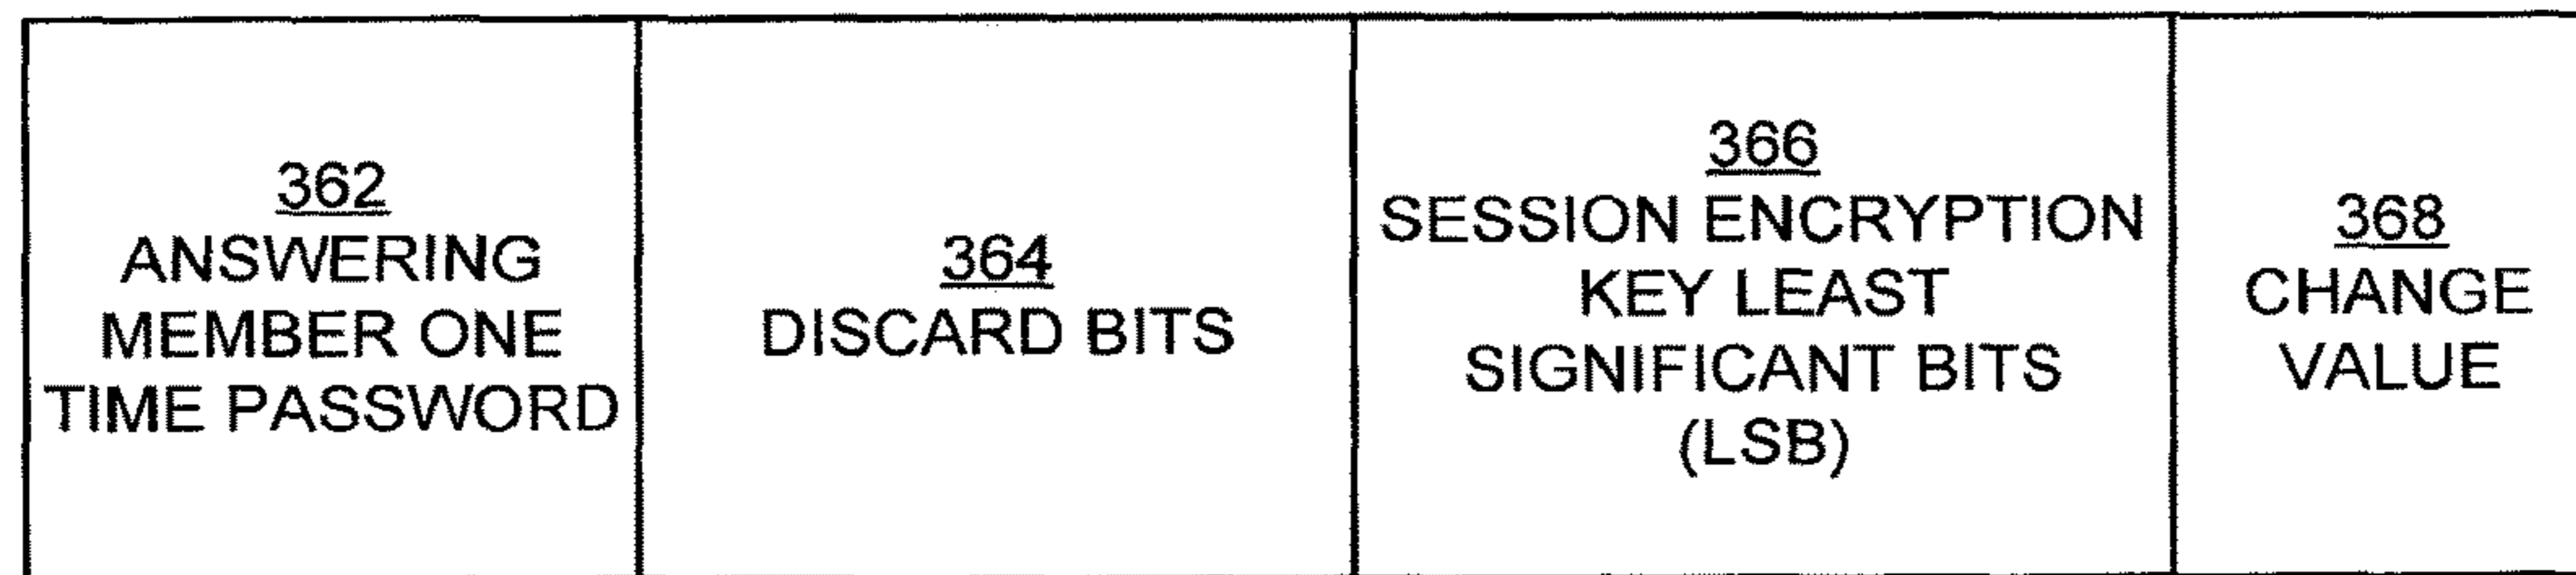 362
ANSWERING
MEMBER ONE
TIME PASSWORD
364
DISCARD BITS
366
SESSION ENCRYPTION
KEY LEAST
SIGNIFICANT BITS
(LSB)
368
CHANGE
VALUE